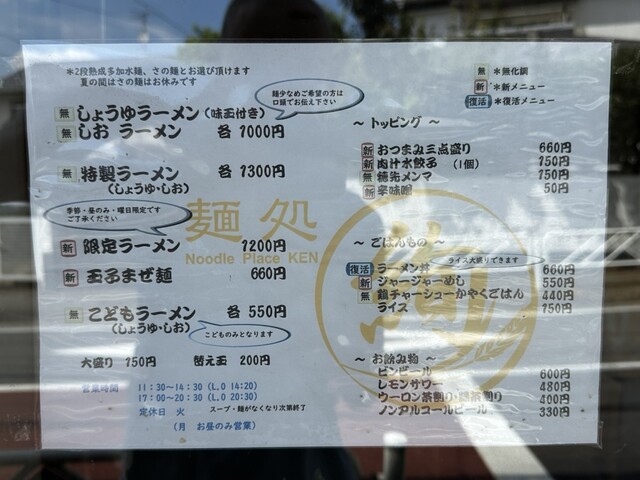 *2段熟成多加水麺、さの麺とお選び頂けます
夏の間はさの麺はお休みです
麺少なめご希望の方は
口頭でお伝え下さい
無 しょうゆラーメン(味玉付き)
無 しお ラーメン 各 1000円
無 特製ラーメン 各 1300円
(しょうゆ・しお)
季節・昼のみ・曜日限定です
ご了承ください
新 限定ラーメン 1200円
新 玉子まぜ麺 660円
無 こどもラーメン 各 550円
(しょうゆ・しお)
こどものみとなります
大盛り 150円 替え玉 200円
営業時間 11:30~14:30 (L.O 14:20)
17:00~20:30 (L.O 20:30)
定休日 火 スープ・麺がなくなり次第終了
(月 お昼のみ営業)
麺処
Noodle Place KEN
絢
無 *無化調
新 *新メニュー
復活 *復活メニュー
~ トッピング ~
新 おつまみ三点盛り 660円
新 肉汁水餃子 (1個) 150円
無 穂先メンマ 150円
新 辛味噌 50円
~ ごはんもの ~
ライス大盛りできます
復活 ラーメン丼 660円
新 ジャージャーめし 550円
無 鶏チャーシューかやくごはん 440円
ライス 150円
~ お飲み物 ~
ビンビール 600円
レモンサワー 480円
ウーロン茶割り・緑茶割り 400円
ノンアルコールビール 330円